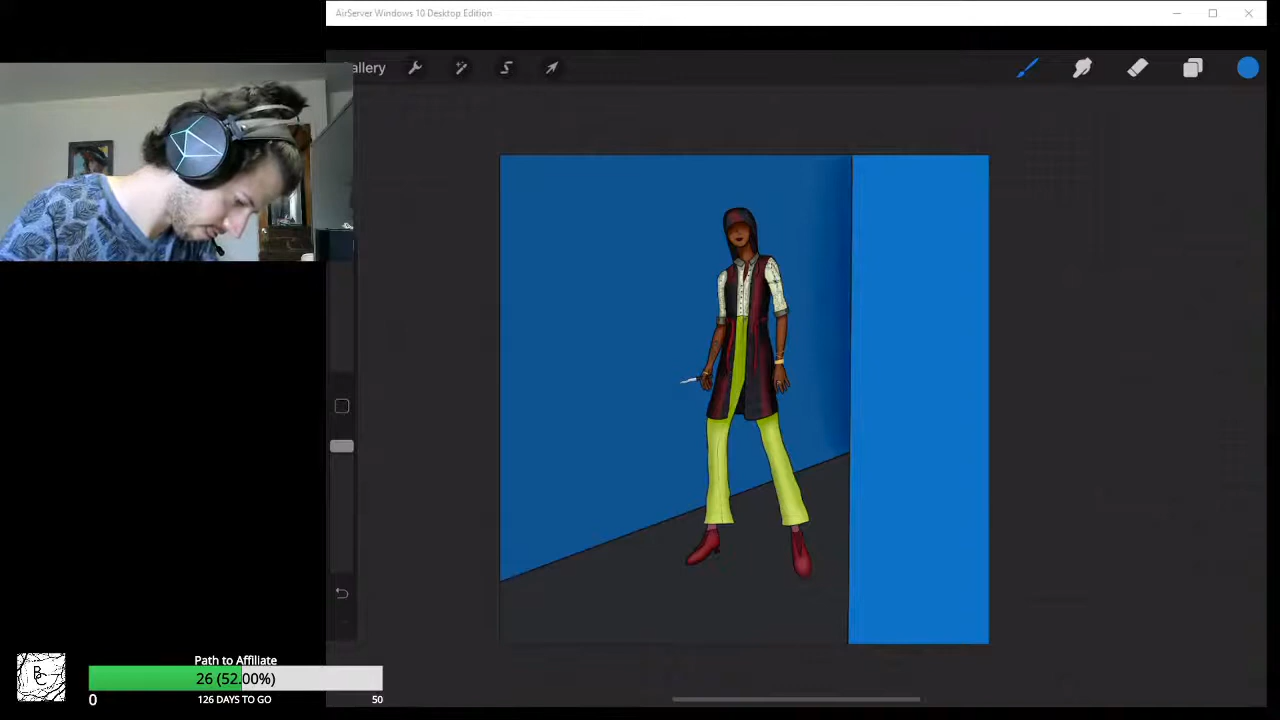 AirServer Windows 10 Desktop Edition
allery
Path to Affiliate
26 (52.00%)
0
126 DAYS TO GO
50
B